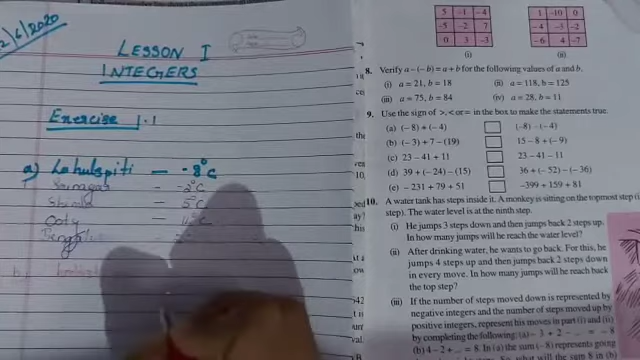 2/6/2020
LESSON I
INTEGERS
Exercise 1.1
a) Lahulspiti — -8°C
Srinagar - -2°C
Shimla - 5°C
Ooty —
5 -1 -4
-5 -2 7
0 3 -3
(i)
1 -10 0
-4 -3 -2
-6 4 -7
(ii)
8. Verify a – (– b) = a + b for the following values of a and b.
(i) a = 21, b = 18 (ii) a = 118, b = 125
(iii) a = 75, b = 84 (iv) a = 28, b = 11
9. Use the sign of >, < or = in the box to make the statements true.
(a) (–8) + (–4) (–8) – (–4)
(b) (–3) + 7 – (19) 15 – 8 + (–9)
(c) 23 – 41 + 11 23 – 41 – 11
(d) 39 + (–24) – (15) 36 + (–52) – (–36)
(e) – 231 + 79 + 51 –399 + 159 + 81
10. A water tank has steps inside it. A monkey is sitting on the topmost step (i
step). The water level is at the ninth step.
(i) He jumps 3 steps down and then jumps back 2 steps up.
In how many jumps will he reach the water level?
(ii) After drinking water, he wants to go back. For this, he
jumps 4 steps up and then jumps back 2 steps down
in every move. In how many jumps will he reach back
the top step?
(iii) If the number of steps moved down is represented by
negative integers and the number of steps moved up by
positive integers, represent his moves in part (i) and (ii)
by completing the following; (a) – 3 + 2 – ... = – 8
(b) 4 – 2 + ... = 8. In (a) the sum (– 8) represents going